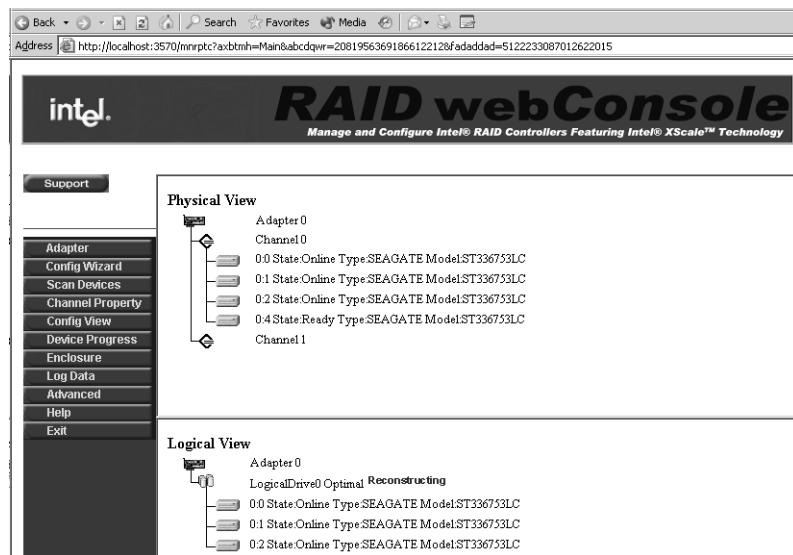 Back Search Favorites Media
Address http://localhost:3570/mnrptc?axbtmh=Main&abcdqwr=20819563691866122128&fadaddad=5122233087012622015
intel. RAID webConsole
Manage and Configure Intel® RAID Controllers Featuring Intel® XScale™ Technology
Support
Adapter
Config Wizard
Scan Devices
Channel Property
Config View
Device Progress
Enclosure
Log Data
Advanced
Help
Exit
Physical View
Adapter 0
Channel 0
0:0 State:Online Type:SEAGATE Model:ST336753LC
0:1 State:Online Type:SEAGATE Model:ST336753LC
0:2 State:Online Type:SEAGATE Model:ST336753LC
0:4 State:Ready Type:SEAGATE Model:ST336753LC
Channel 1
Logical View
Adapter 0
LogicalDrive0 Optimal Reconstructing
0:0 State:Online Type:SEAGATE Model:ST336753LC
0:1 State:Online Type:SEAGATE Model:ST336753LC
0:2 State:Online Type:SEAGATE Model:ST336753LC